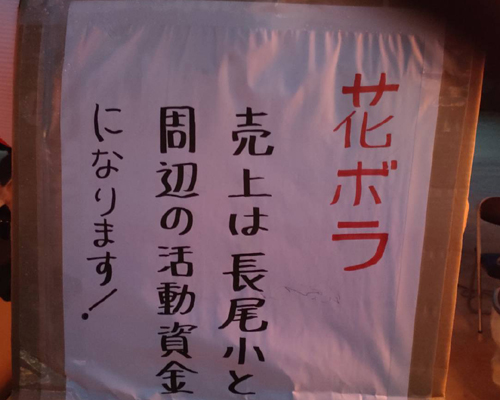 花ボラ
売上は長尾小と
周辺の活動資金
になります!